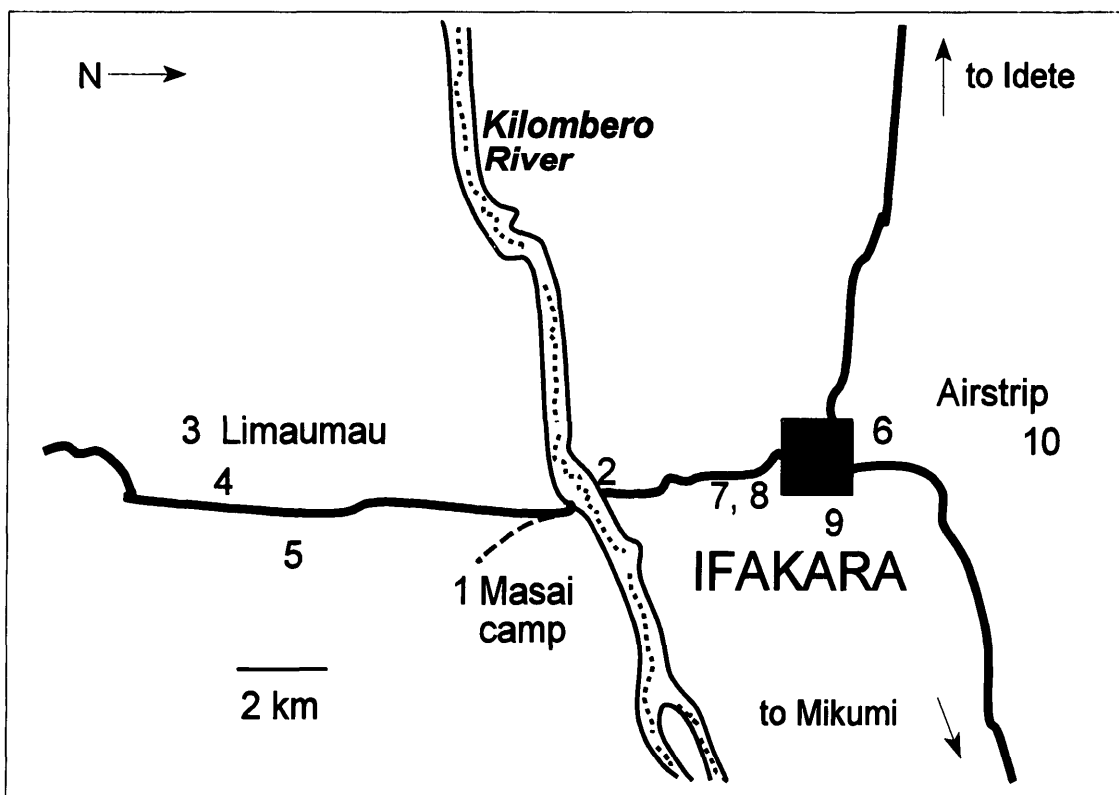 N
to Idete
Kilombero
River
Airstrip
3 Limaumau
6
10
4
2
7, 8
5
9
IFAKARA
1 Masai
camp
2 km
to Mikumi